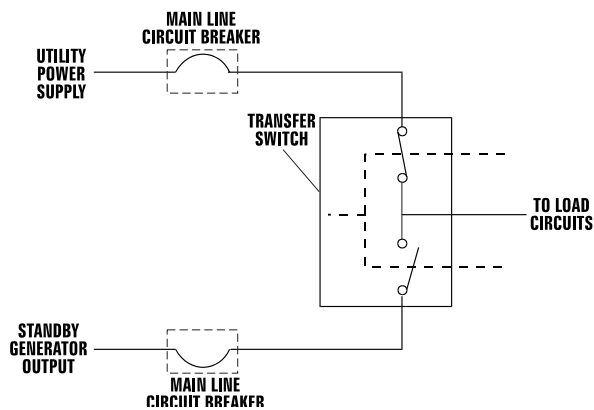 MAIN LINE
CIRCUIT BREAKER
UTILITY
POWER
SUPPLY
TRANSFER
SWITCH
TO LOAD
CIRCUITS
STANDBY
GENERATOR
OUTPUT
MAIN LINE
CIRCUIT BREAKER